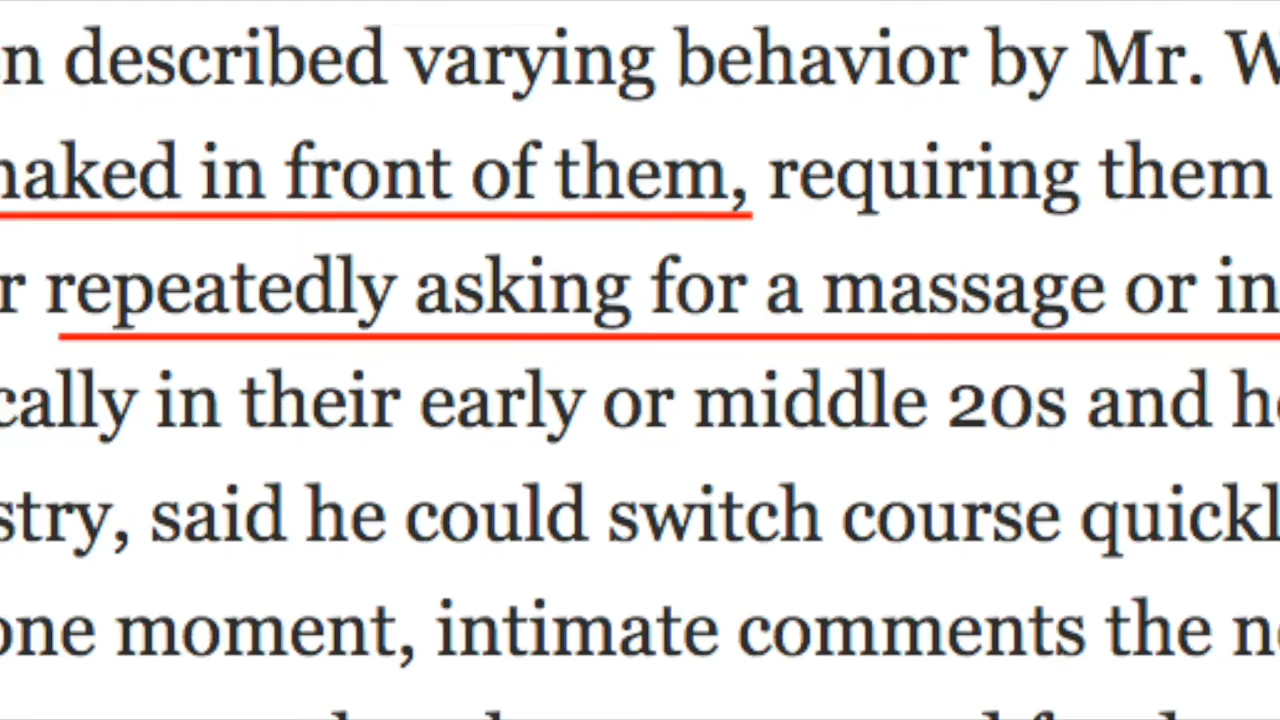 n described varying behavior by Mr. W
naked in front of them, requiring them
r repeatedly asking for a massage or in
cally in their early or middle 20s and h
stry, said he could switch course quickl
one moment, intimate comments the n